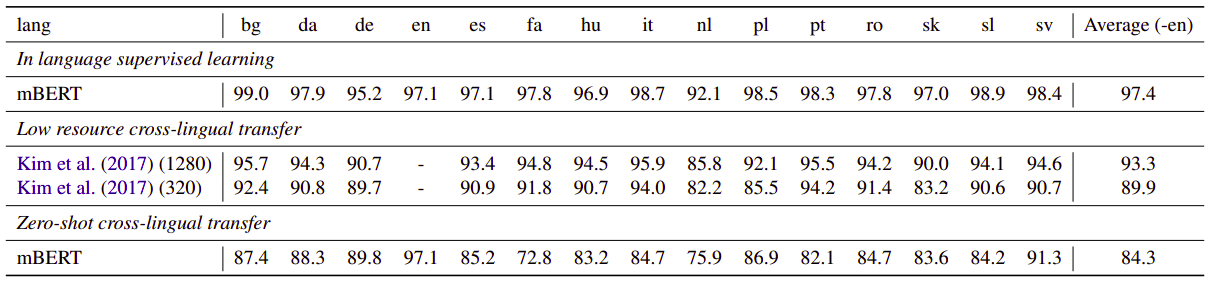 lang bg da de en es fa hu it nl pl pt ro sk sl sv Average (-en)
In language supervised learning
mBERT 99.0 97.9 95.2 97.1 97.1 97.8 96.9 98.7 92.1 98.5 98.3 97.8 97.0 98.9 98.4 97.4
Low resource cross-lingual transfer
Kim et al. (2017) (1280) 95.7 94.3 90.7 - 93.4 94.8 94.5 95.9 85.8 92.1 95.5 94.2 90.0 94.1 94.6 93.3
Kim et al. (2017) (320) 92.4 90.8 89.7 - 90.9 91.8 90.7 94.0 82.2 85.5 94.2 91.4 83.2 90.6 90.7 89.9
Zero-shot cross-lingual transfer
mBERT 87.4 88.3 89.8 97.1 85.2 72.8 83.2 84.7 75.9 86.9 82.1 84.7 83.6 84.2 91.3 84.3